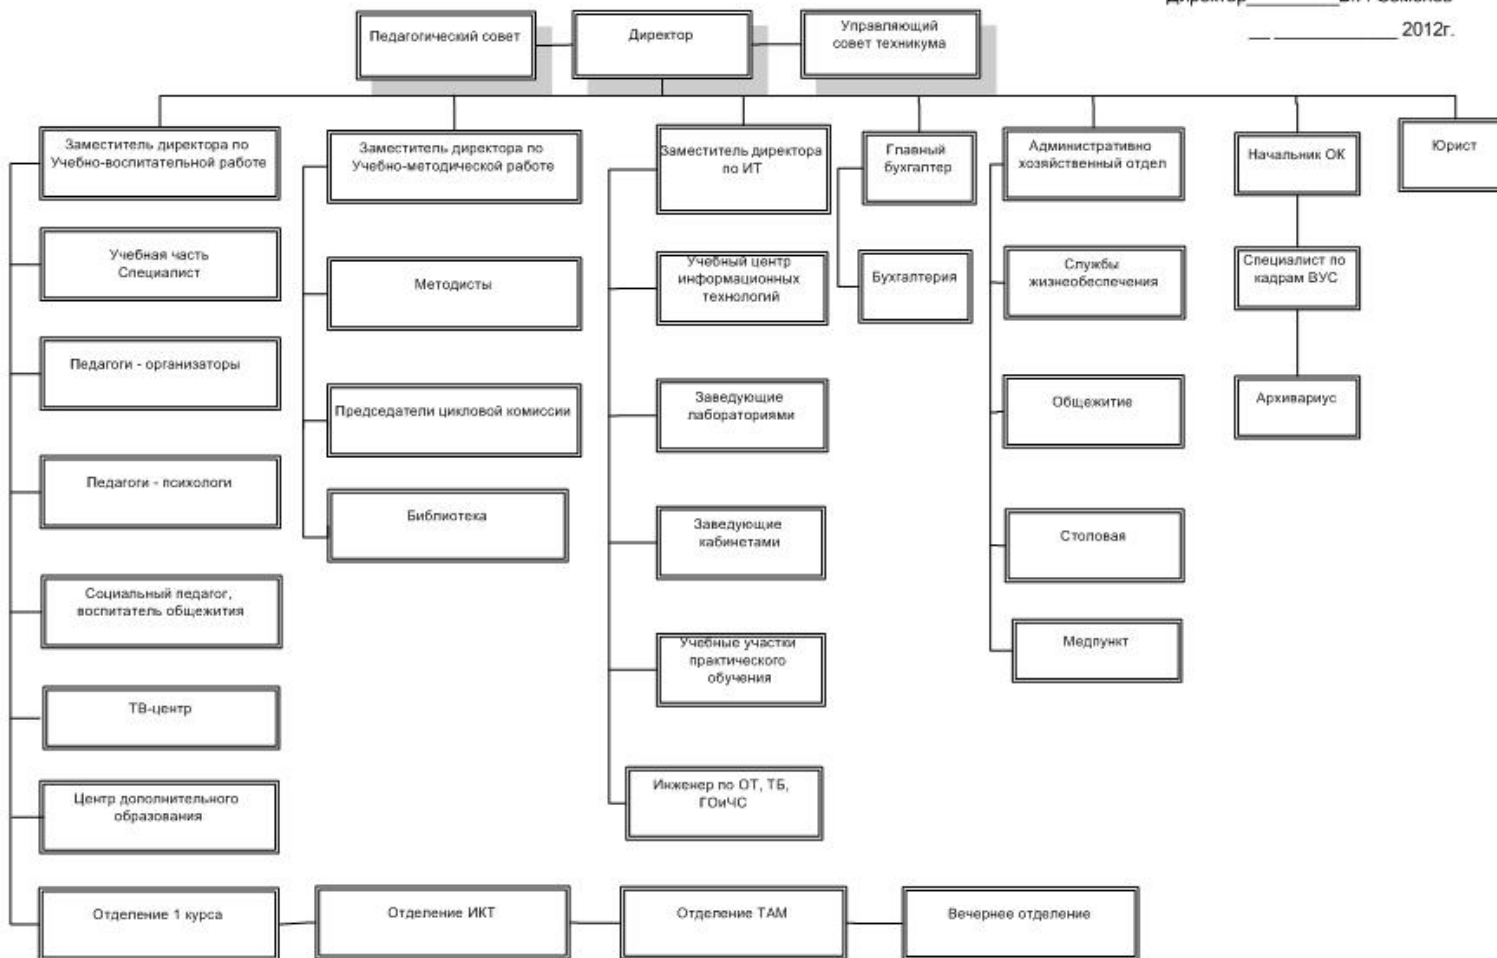 Директор
2012г.
Педагогический совет
Директор
Управляющий
совет техникума
Заместитель директора по
Учебно-воспитательной работе
Заместитель директора по
Учебно-методической работе
Заместитель директора
по ИТ
Главный
бухгалтер
Административно
хозяйственный отдел
Начальник ОК
Юрист
Учебная часть
Специалист
Методисты
Учебный центр
информационных
технологий
Бухгалтерия
Службы
жизнеобеспечения
Специалист по
кадрам ВУС
Педагоги - организаторы
Председатели цикловой комиссии
Заведующие
лабораториями
Общежитие
Архивариус
Педагоги - психологи
Библиотека
Заведующие
кабинетами
Столовая
Социальный педагог,
воспитатель общежития
Учебные участки
практического
обучения
Медпункт
ТВ-центр
Центр дополнительного
образования
Инженер по ОТ, ТБ,
ГОиЧС
Отделение 1 курса
Отделение ИКТ
Отделение ТАМ
Вечернее отделение